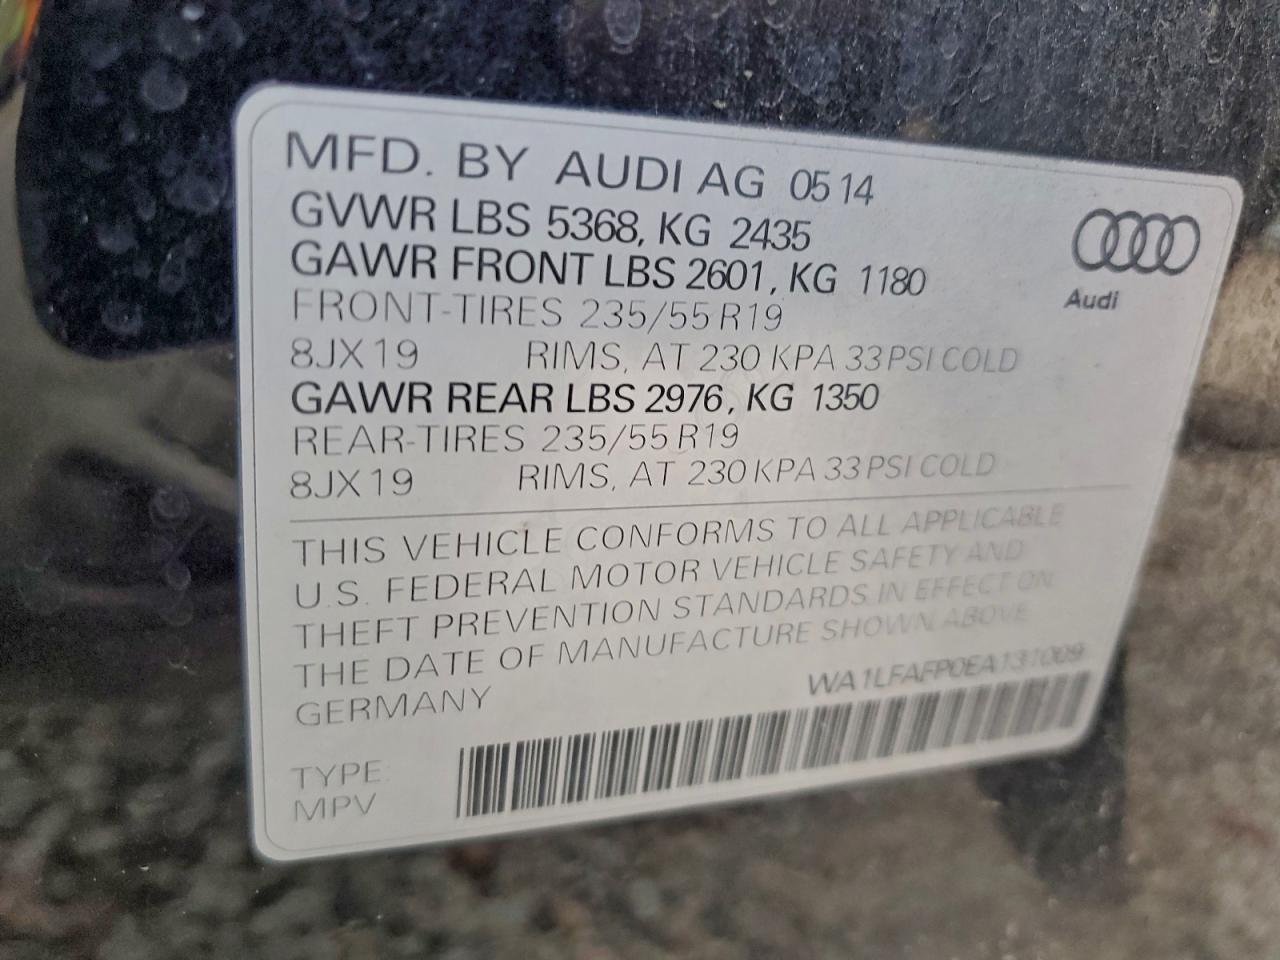 MFD. BY AUDI AG 05 14
GVWR LBS 5368, KG 2435
GAWR FRONT LBS 2601, KG 1180
FRONT-TIRES 235/55 R19
8JX19 RIMS, AT 230 KPA 33 PSI COLD
GAWR REAR LBS 2976, KG 1350
REAR-TIRES 235/55 R19
8JX19 RIMS, AT 230 KPA 33 PSI COLD
Audi
THIS VEHICLE CONFORMS TO ALL APPLICABLE
U.S. FEDERAL MOTOR VEHICLE SAFETY AND
THEFT PREVENTION STANDARDS IN EFFECT ON
THE DATE OF MANUFACTURE SHOWN ABOVE
GERMANY
WA1LFAFP0EA131009
TYPE:
MPV